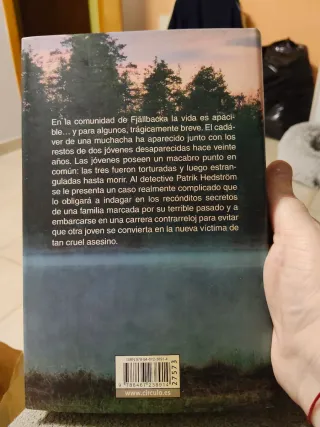 En la comunidad de Fjällbacka la vida es apaci-
ble… y para algunos, trágicamente breve. El cadá-
ver de una muchacha ha aparecido junto con los
restos de dos jóvenes desaparecidas hace veinte
años. Las jóvenes poseen un macabro punto en
común: las tres fueron torturadas y luego estran-
guladas hasta morir. Al detective Patrik Hedström
se le presenta un caso realmente complicado que
lo obligará a indagar en los recónditos secretos
de una familia marcada por su terrible pasado y a
embarcarse en una carrera contrarreloj para evitar
que otra joven se convierta en la nueva víctima de
tan cruel asesino.
27573
www.circulo.es